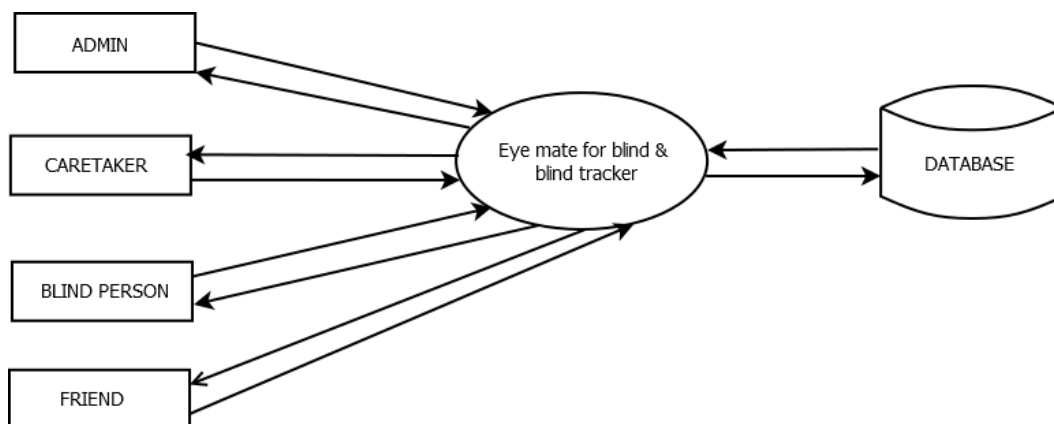 ADMIN
CARETAKER
Eye mate for blind &
blind tracker
DATABASE
BLIND PERSON
FRIEND